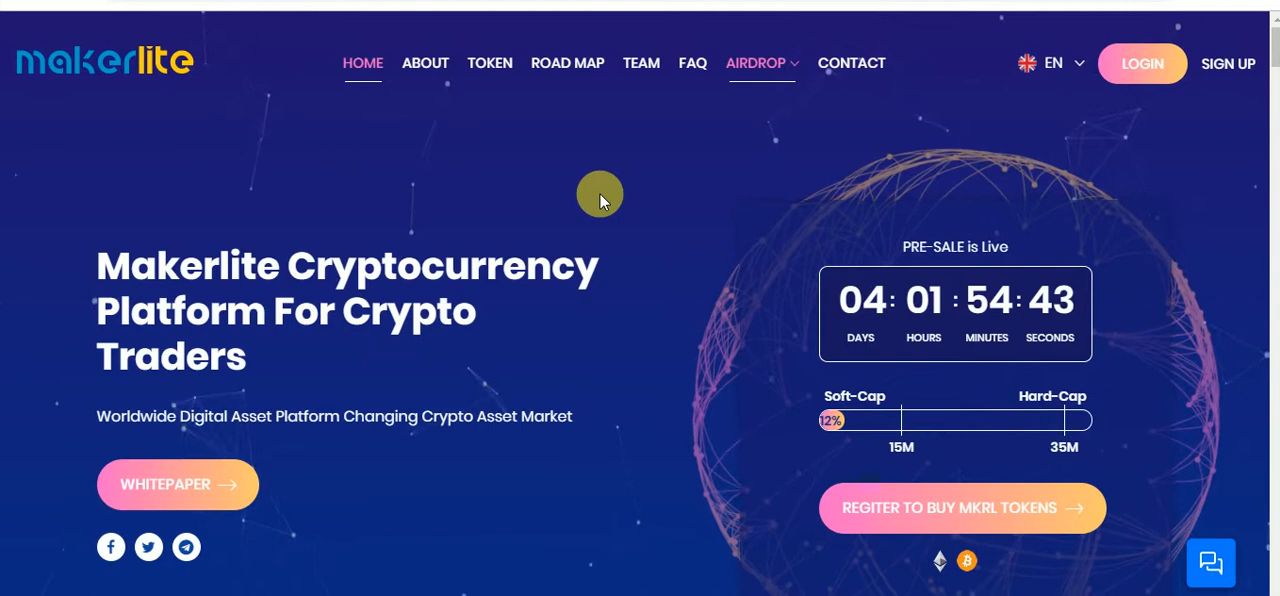 makerlite
HOME ABOUT TOKEN ROAD MAP TEAM FAQ AIRDROP CONTACT
EN
LOGIN
SIGN UP
Makerlite Cryptocurrency
Platform For Crypto
Traders
Worldwide Digital Asset Platform Changing Crypto Asset Market
WHITEPAPER
PRE-SALE is Live
04 : 01 : 54 : 43
DAYS HOURS MINUTES SECONDS
Soft-Cap Hard-Cap
12%
15M 35M
REGITER TO BUY MKRL TOKENS